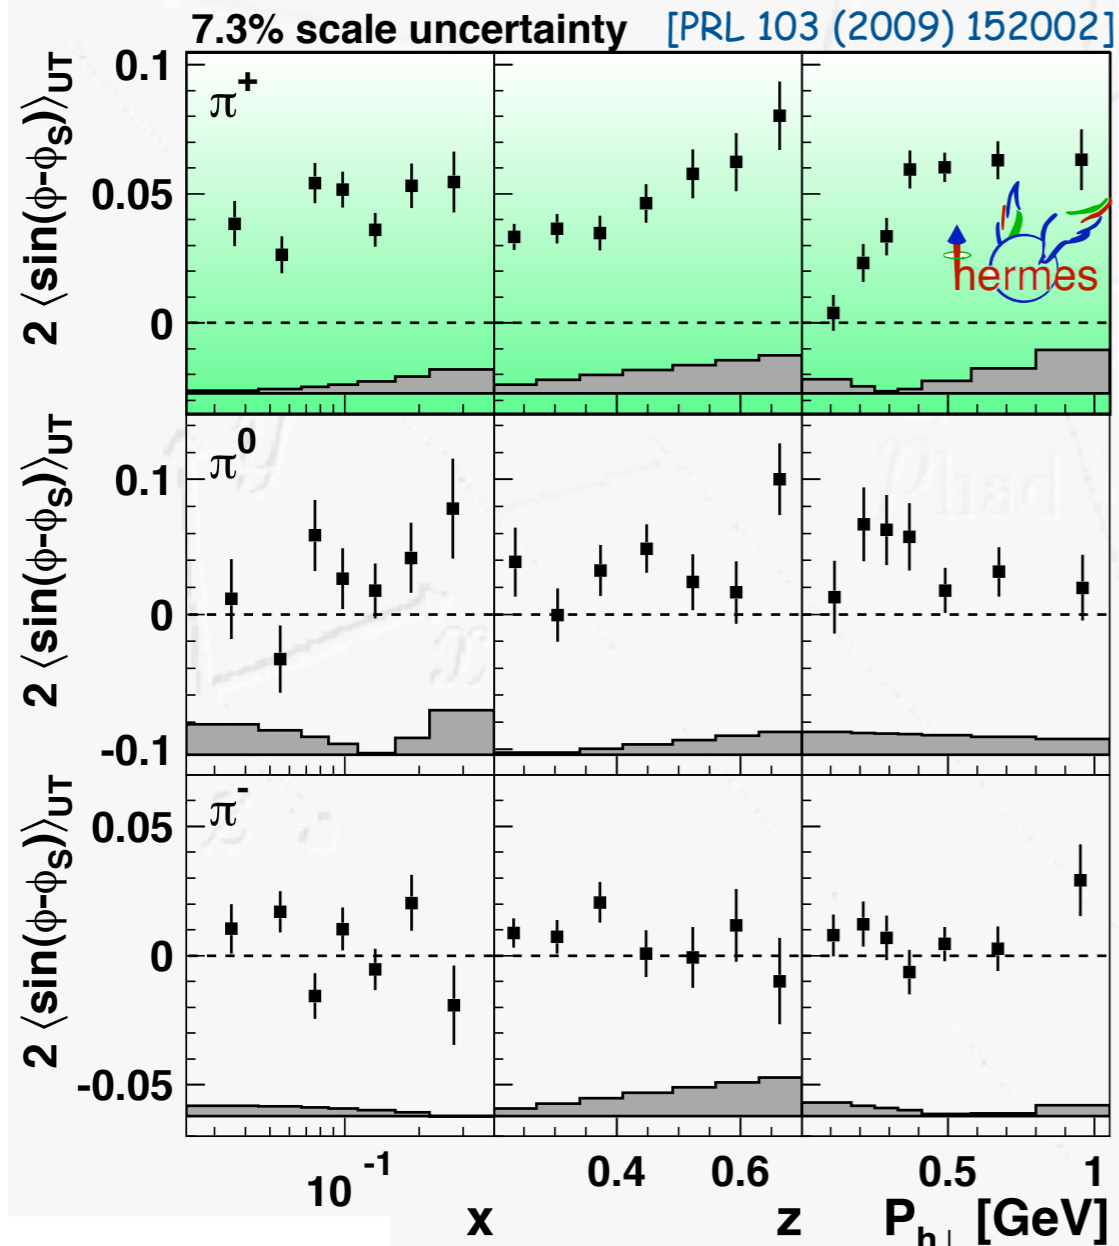 7.3% scale uncertainty [PRL 103 (2009) 152002]
2 ⟨sin(ϕ-ϕS)⟩UT
0.1
0.05
0
π+
hermes
2 ⟨sin(ϕ-ϕS)⟩UT
0.1
0
-0.1
π0
2 ⟨sin(ϕ-ϕS)⟩UT
0.05
0
-0.05
π-
10-1
0.4 0.6
0.5 1
x z Ph⊥ [GeV]